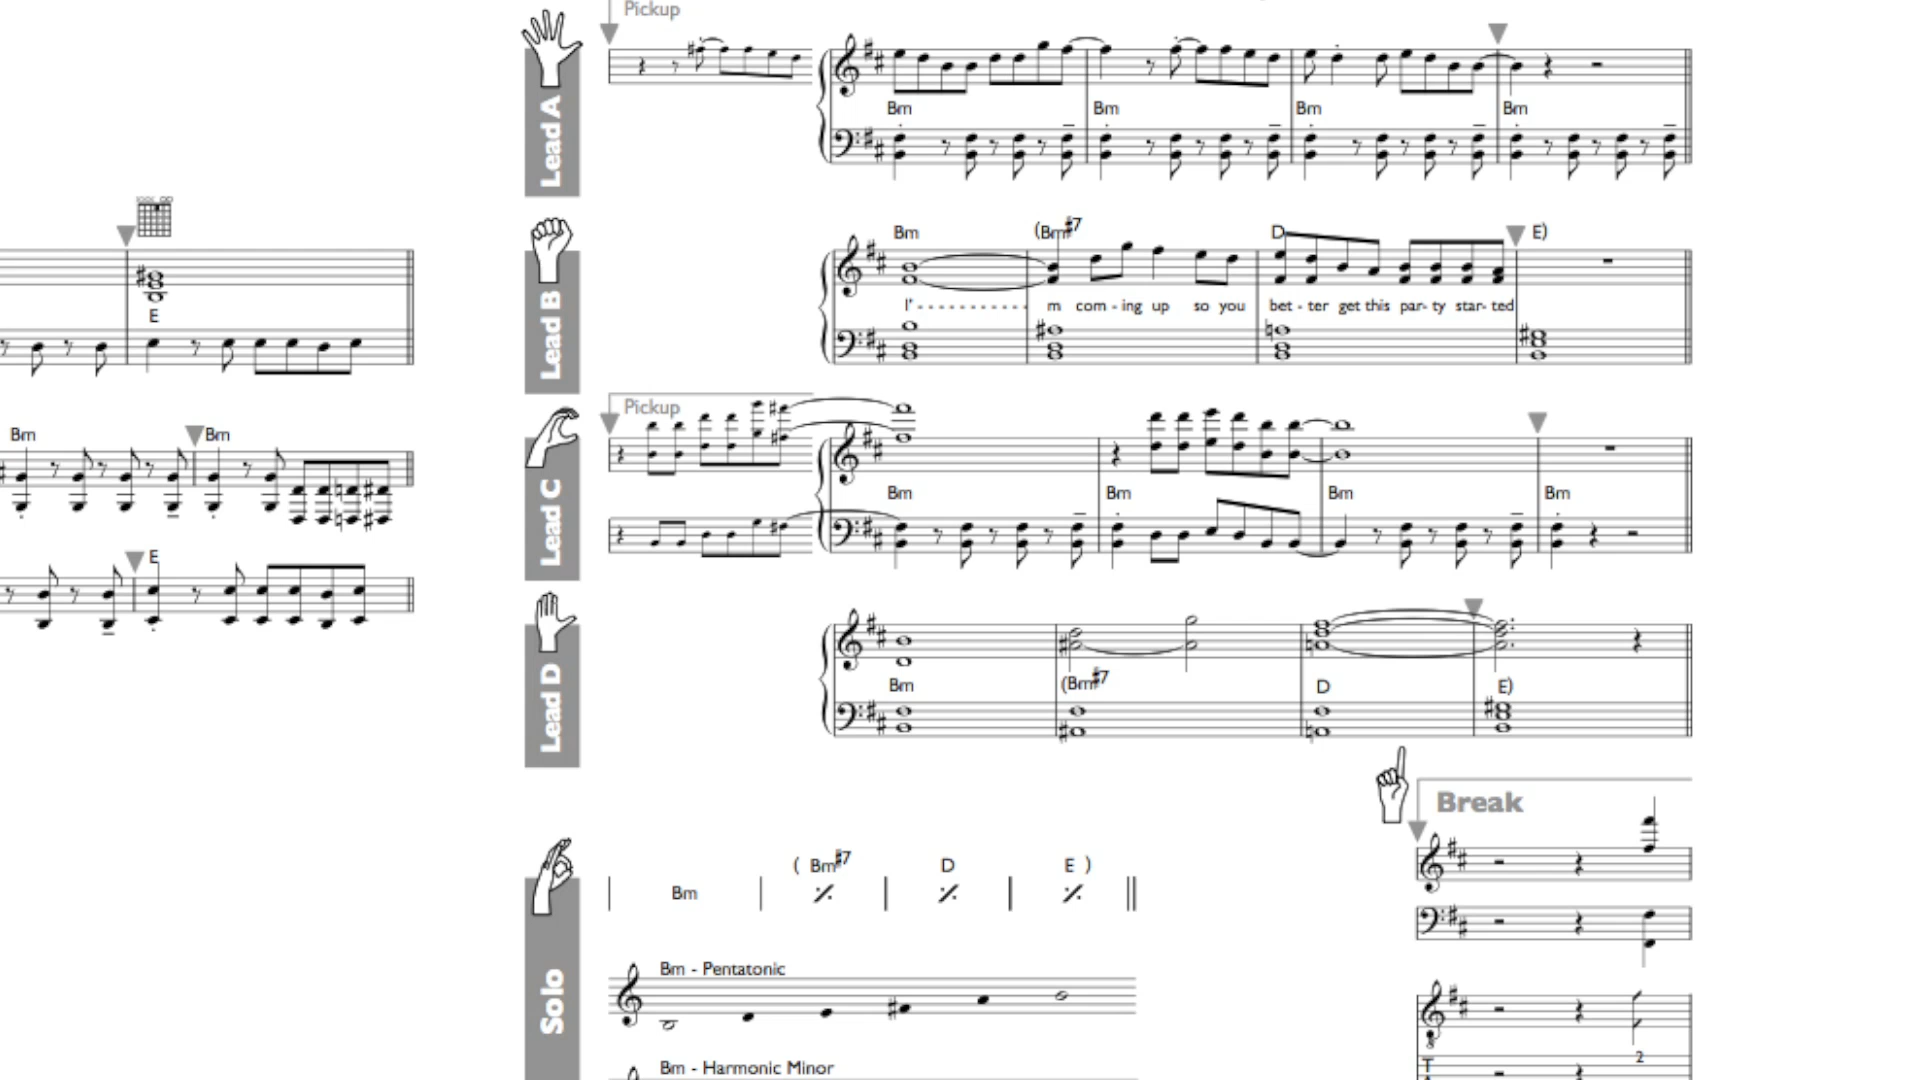 Pickup
Lead A
Bm Bm Bm Bm
E
Lead B
Bm (Bm♯7 D E)
I' - - - - - - - - - - m com - ing up so you bet - ter get this par - ty star - ted
Bm Bm
Pickup
Lead C
Bm Bm Bm Bm
E
Lead D
Bm (Bm♯7 D E)
Break
Solo
( Bm♯7 D E )
Bm
Bm - Pentatonic
2
T
Bm - Harmonic Minor